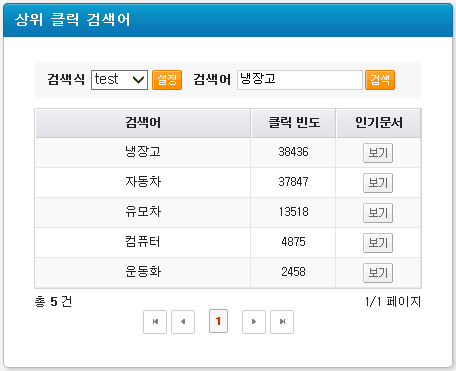 상위 클릭 검색어
검색식 test 설정 검색어 냉장고 검색
검색어 클릭 빈도 인기문서
냉장고 38436 보기
자동차 37847 보기
유모차 13518 보기
컴퓨터 4875 보기
운동화 2458 보기
총 5 건 1/1 페이지
1